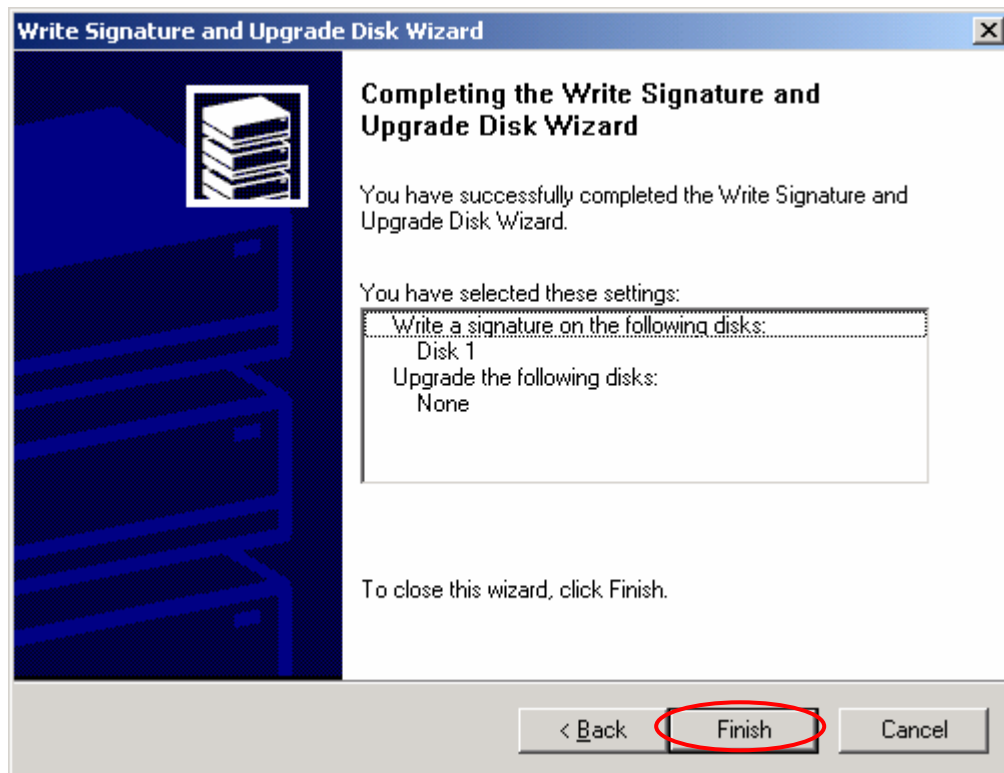 Write Signature and Upgrade Disk Wizard
Completing the Write Signature and
Upgrade Disk Wizard
You have successfully completed the Write Signature and
Upgrade Disk Wizard.
You have selected these settings:
Write a signature on the following disks:
Disk 1
Upgrade the following disks:
None
To close this wizard, click Finish.
< Back Finish Cancel